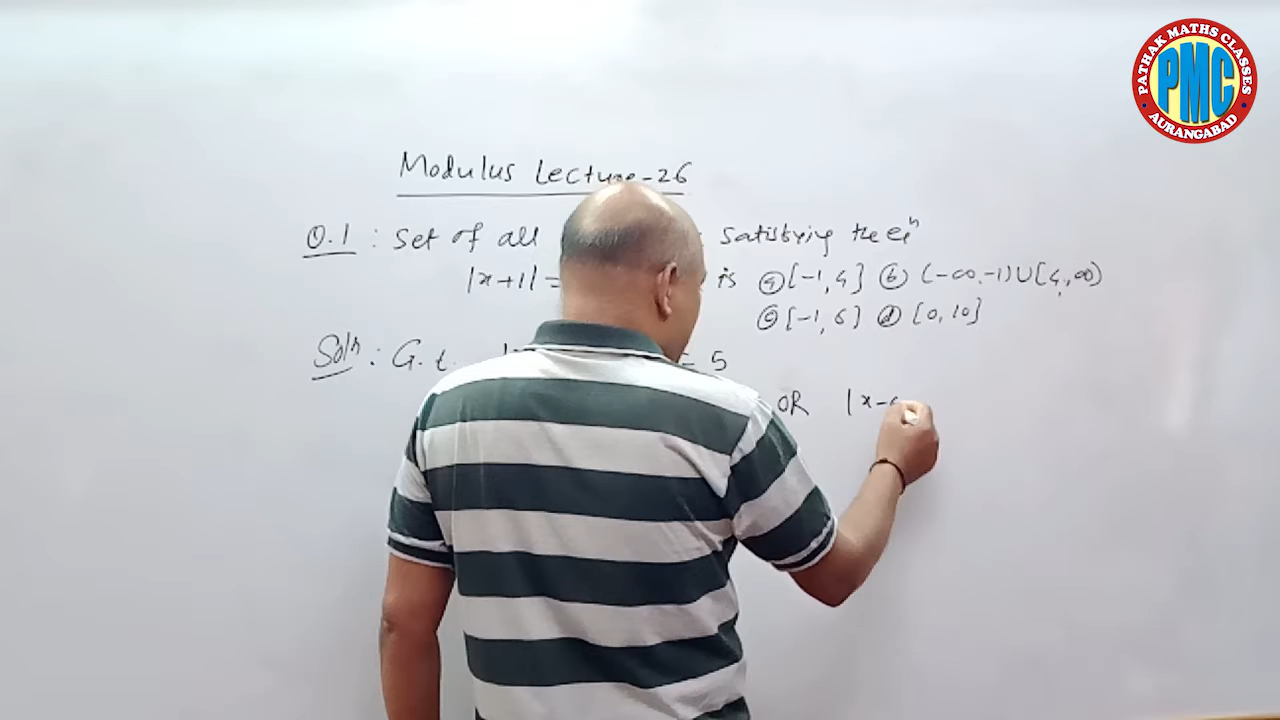 PATHAK MATHS CLASSES
PMC
AURANGABAD
Modulus Lecture-26
Q.1 : Set of all satisfying the eqⁿ
|x+1| = is ⓐ [-1,4] ⓑ (-∞,-1)∪[4,∞)
ⓒ [-1,6] ⓓ [0,10]
Solⁿ : G.t. = 5
OR |x-